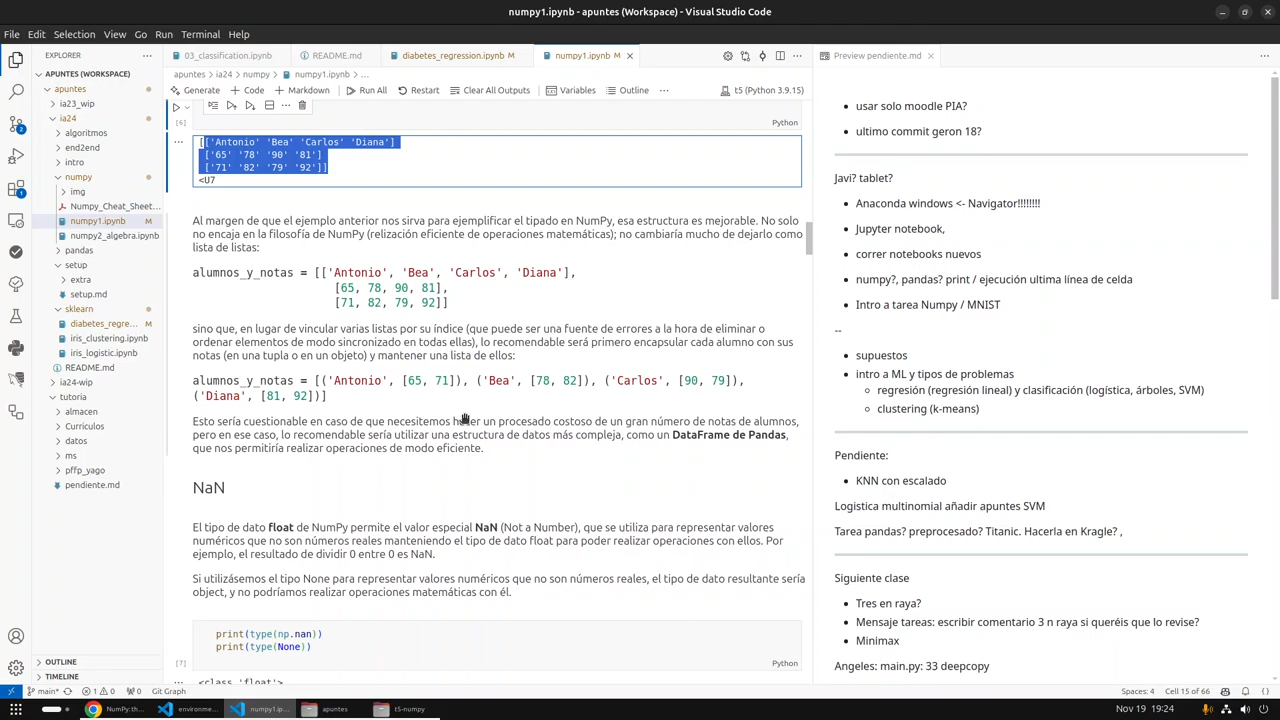 numpy1.ipynb - apuntes (Workspace) - Visual Studio Code
File Edit Selection View Go Run Terminal Help
EXPLORER
03_classification.ipynb
README.md
diabetes_regression.ipynb M
numpy1.ipynb M
Preview pendiente.md
APUNTES (WORKSPACE)
apuntes
ia23_wip
ia24
algoritmos
end2end
intro
numpy
img
Numpy_Cheat_Sheet...
numpy1.ipynb M
numpy2_algebra.ipynb
pandas
setup
extra
setup.md
sklearn
diabetes_regre... M
iris_clustering.ipynb
iris_logistic.ipynb
README.md
ia24-wip
tutoria
almacen
Curriculos
datos
ms
pffp_yago
pendiente.md
OUTLINE
TIMELINE
apuntes > ia24 > numpy > numpy1.ipynb > ...
Generate + Code + Markdown Run All Restart Clear All Outputs Variables Outline ... t5 (Python 3.9.15)
[6]
Python
[['Antonio' 'Bea' 'Carlos' 'Diana']
['65' '78' '90' '81']
['71' '82' '79' '92']]
<U7
Al margen de que el ejemplo anterior nos sirva para ejemplificar el tipado en NumPy, esa estructura es mejorable. No solo
no encaja en la filosofía de NumPy (relización eficiente de operaciones matemáticas); no cambiaría mucho de dejarlo como
lista de listas:
alumnos_y_notas = [['Antonio', 'Bea', 'Carlos', 'Diana'],
[65, 78, 90, 81],
[71, 82, 79, 92]]
sino que, en lugar de vincular varias listas por su índice (que puede ser una fuente de errores a la hora de eliminar o
ordenar elementos de modo sincronizado en todas ellas), lo recomendable será primero encapsular cada alumno con sus
notas (en una tupla o en un objeto) y mantener una lista de ellos:
alumnos_y_notas = [('Antonio', [65, 71]), ('Bea', [78, 82]), ('Carlos', [90, 79]),
('Diana', [81, 92])]
Esto sería cuestionable en caso de que necesitemos hacer un procesado costoso de un gran número de notas de alumnos,
pero en ese caso, lo recomendable sería utilizar una estructura de datos más compleja, como un DataFrame de Pandas,
que nos permitiría realizar operaciones de modo eficiente.
NaN
El tipo de dato float de NumPy permite el valor especial NaN (Not a Number), que se utiliza para representar valores
numéricos que no son números reales manteniendo el tipo de dato float para poder realizar operaciones con ellos. Por
ejemplo, el resultado de dividir 0 entre 0 es NaN.
Si utilizásemos el tipo None para representar valores numéricos que no son números reales, el tipo de dato resultante sería
object, y no podríamos realizar operaciones matemáticas con él.
print(type(np.nan))
print(type(None))
[7]
Python
<class 'float'>
usar solo moodle PIA?
ultimo commit geron 18?
Javi? tablet?
Anaconda windows <- Navigator!!!!!!!!
Jupyter notebook,
correr notebooks nuevos
numpy?, pandas? print / ejecución ultima línea de celda
Intro a tarea Numpy / MNIST
--
supuestos
intro a ML y tipos de problemas
regresión (regresión lineal) y clasificación (logística, árboles, SVM)
clustering (k-means)
Pendiente:
KNN con escalado
Logistica multinomial añadir apuntes SVM
Tarea pandas? preprocesado? Titanic. Hacerla en Kragle? ,
Siguiente clase
Tres en raya?
Mensaje tareas: escribir comentario 3 n raya si queréis que lo revise?
Minimax
Angeles: main.py: 33 deepcopy
main* 1 0 0 Git Graph
Spaces: 4 Cell 15 of 66
NumPy: th... environme... numpy1.ip... apuntes t5-numpy
Nov 19 19:24